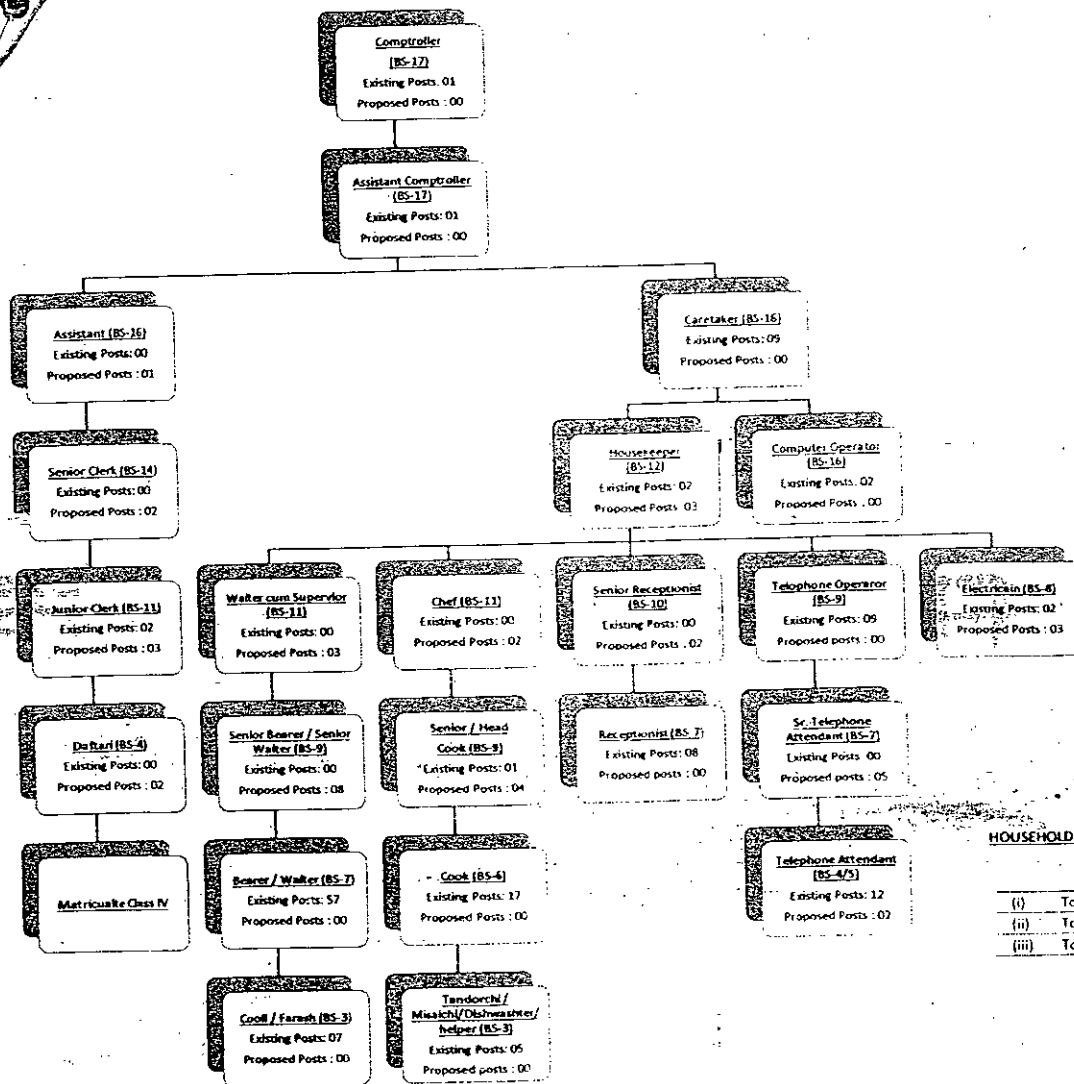 Comptroller
(BS-17)
Existing Posts. 01
Proposed Posts : 00
Assistant Comptroller
(BS-17)
Existing Posts: 01
Proposed Posts : 00
Assistant (BS-16)
Existing Posts: 00
Proposed Posts : 01
Caretaker (BS-16)
Existing Posts: 09
Proposed Posts : 00
Senior Clerk (BS-14)
Existing Posts: 00
Proposed Posts : 02
Housekeeper
(BS-12)
Existing Posts : 02
Proposed Posts : 03
Computer Operator
(BS-16)
Existing Posts. 02
Proposed Posts : 00
Junior Clerk (BS-11)
Existing Posts: 02
Proposed Posts : 03
Waiter cum Supervior
(BS-11)
Existing Posts: 00
Proposed Posts : 03
Chef (BS-11)
Existing Posts: 00
Proposed Posts : 02
Senior Receptionist
(BS-10)
Existing Posts: 00
Proposed Posts : 02
Telophone Operaror
(BS-9)
Existing Posts: 09
Proposed posts : 00
Electricain (BS-8)
Existing Posts: 02
Proposed Posts : 03
Daftari (BS-4)
Existing Posts: 00
Proposed Posts : 02
Senior Bearer / Senior
Waiter (BS-9)
Existing Posts: 00
Proposed Posts : 08
Senior / Head
Cook (BS-9)
Existing Posts: 01
Proposed Posts : 04
Receptionist (BS-7)
Existing Posts: 08
Proposed posts : 00
Sr. Telephone
Attendant (BS-7)
Existing Posts 00
Proposed posts : 05
Matricualte Class IV
Bearer / Waiter (BS-7)
Existing Posts: 57
Proposed Posts : 00
Cook (BS-6)
Existing Posts: 17
Proposed Posts : 00
Telephone Attendant
(BS-4/5)
Existing Posts: 12
Proposed Posts : 02
HOUSEHOLD
(i) To
(ii) To
(iii) To
Cooli / Farash (BS-3)
Existing Posts: 07
Proposed Posts : 00
Tandorchi/
Misalchi/Dishwashter/
helper (BS-3)
Existing Posts: 05
Proposed posts : 00